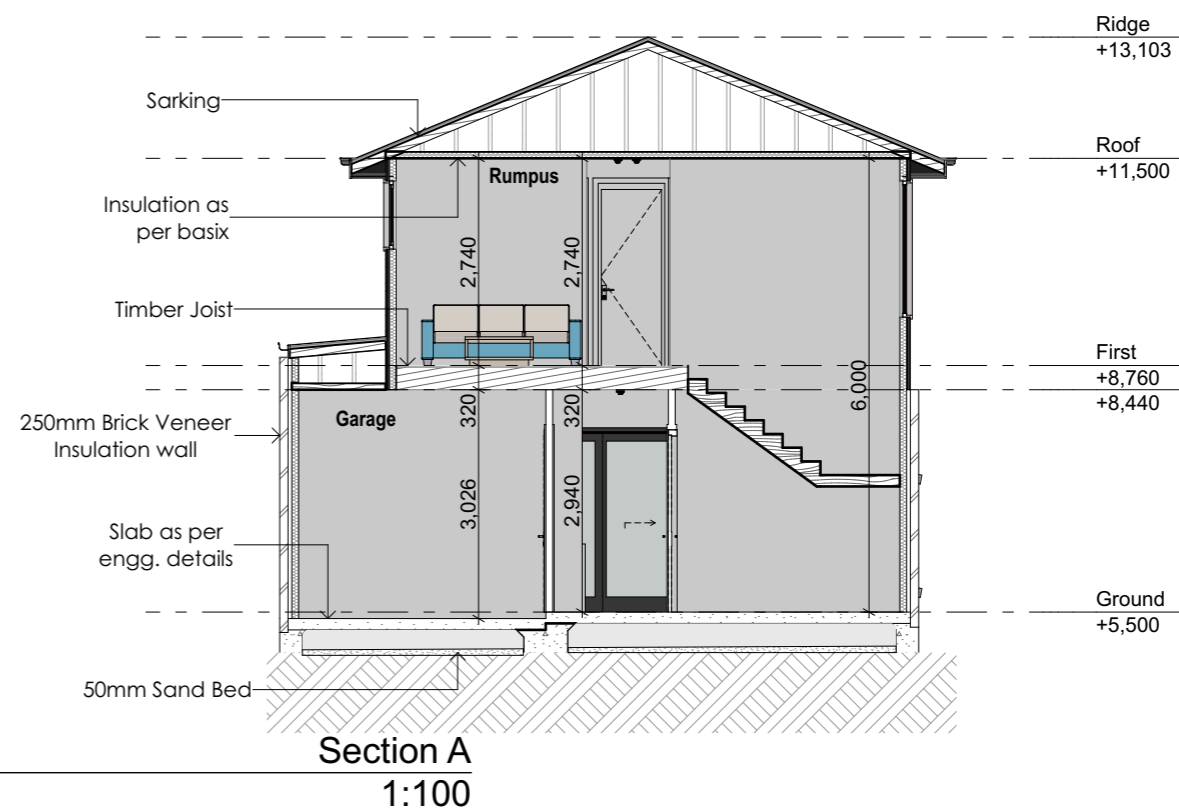 Ridge
+13,103
Sarking
Roof
+11,500
Rumpus
Insulation as
per basix
2,740
2,740
Timber Joist
First
+8,760
+8,440
6,000
320
320
Garage
250mm Brick Veneer
Insulation wall
3,026
2,940
Slab as per
engg. details
Ground
+5,500
50mm Sand Bed
Section A
1:100